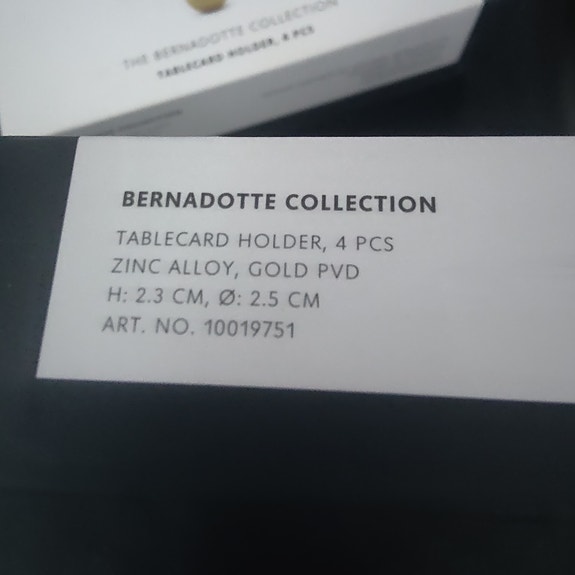 THE BERNADOTTE COLLECTION
TABLECARD HOLDER, 4 PCS
BERNADOTTE COLLECTION
TABLECARD HOLDER, 4 PCS
ZINC ALLOY, GOLD PVD
H: 2.3 CM, Ø: 2.5 CM
ART. NO. 10019751